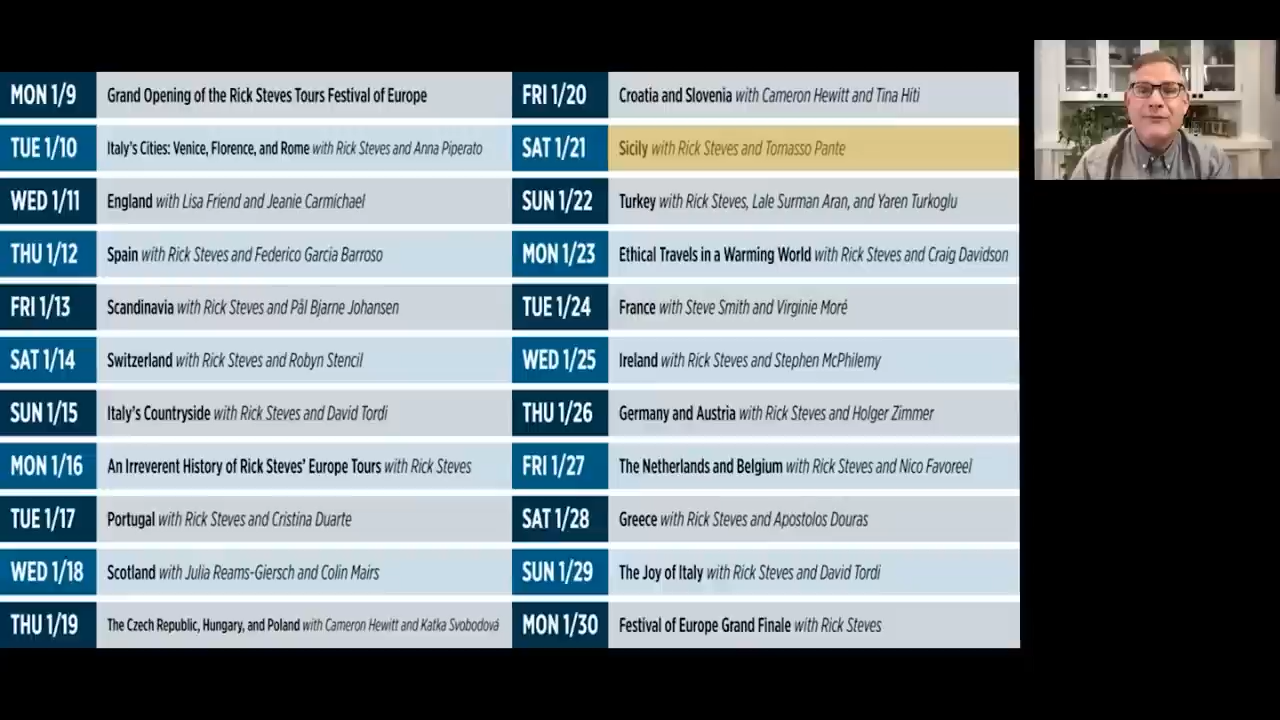 MON 1/9 Grand Opening of the Rick Steves Tours Festival of Europe
TUE 1/10 Italy's Cities: Venice, Florence, and Rome with Rick Steves and Anna Piperato
WED 1/11 England with Lisa Friend and Jeanie Carmichael
THU 1/12 Spain with Rick Steves and Federico Garcia Barroso
FRI 1/13 Scandinavia with Rick Steves and Pål Bjarne Johansen
SAT 1/14 Switzerland with Rick Steves and Robyn Stencil
SUN 1/15 Italy's Countryside with Rick Steves and David Tordi
MON 1/16 An Irreverent History of Rick Steves' Europe Tours with Rick Steves
TUE 1/17 Portugal with Rick Steves and Cristina Duarte
WED 1/18 Scotland with Julia Reams-Giersch and Colin Mairs
THU 1/19 The Czech Republic, Hungary, and Poland with Cameron Hewitt and Katka Svobodová
FRI 1/20 Croatia and Slovenia with Cameron Hewitt and Tina Hiti
SAT 1/21 Sicily with Rick Steves and Tomasso Pante
SUN 1/22 Turkey with Rick Steves, Lale Surman Aran, and Yaren Turkoglu
MON 1/23 Ethical Travels in a Warming World with Rick Steves and Craig Davidson
TUE 1/24 France with Steve Smith and Virginie Moré
WED 1/25 Ireland with Rick Steves and Stephen McPhilemy
THU 1/26 Germany and Austria with Rick Steves and Holger Zimmer
FRI 1/27 The Netherlands and Belgium with Rick Steves and Nico Favoreel
SAT 1/28 Greece with Rick Steves and Apostolos Douras
SUN 1/29 The Joy of Italy with Rick Steves and David Tordi
MON 1/30 Festival of Europe Grand Finale with Rick Steves